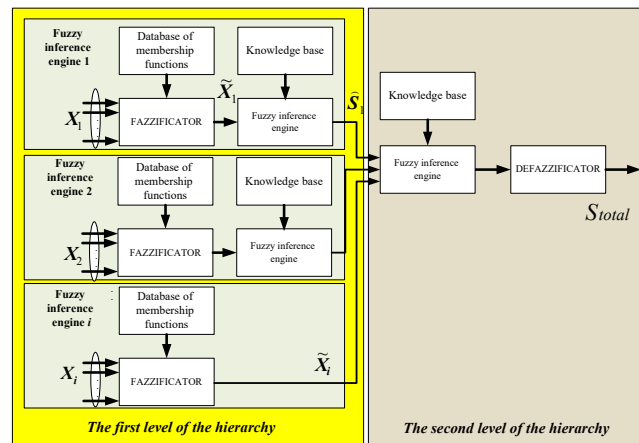 Fuzzy
inference
engine 1
Database of
membership
functions
Knowledge
base
X1
FAZZIFICATOR
X̃1
Fuzzy inference
engine
Ŝ1
Fuzzy
inference
engine 2
Database of
membership
functions
Knowledge base
X2
FAZZIFICATOR
Fuzzy inference
engine
Fuzzy
inference
engine i
Database of
membership
functions
Xi
FAZZIFICATOR
X̃i
The first level of the hierarchy
Knowledge base
Fuzzy inference
engine
DEFAZZIFICATOR
Stotal
The second level of the hierarchy